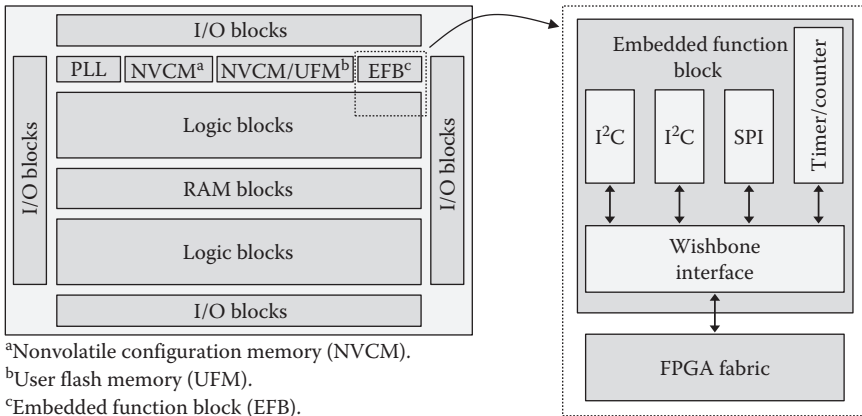 I/O blocks
PLL
NVCMᵃ
NVCM/UFMᵇ
EFBᶜ
I/O blocks
Logic blocks
RAM blocks
Logic blocks
I/O blocks
I/O blocks
ᵃNonvolatile configuration memory (NVCM).
ᵇUser flash memory (UFM).
ᶜEmbedded function block (EFB).
Embedded function
block
I²C
I²C
SPI
Timer/counter
Wishbone
interface
FPGA fabric